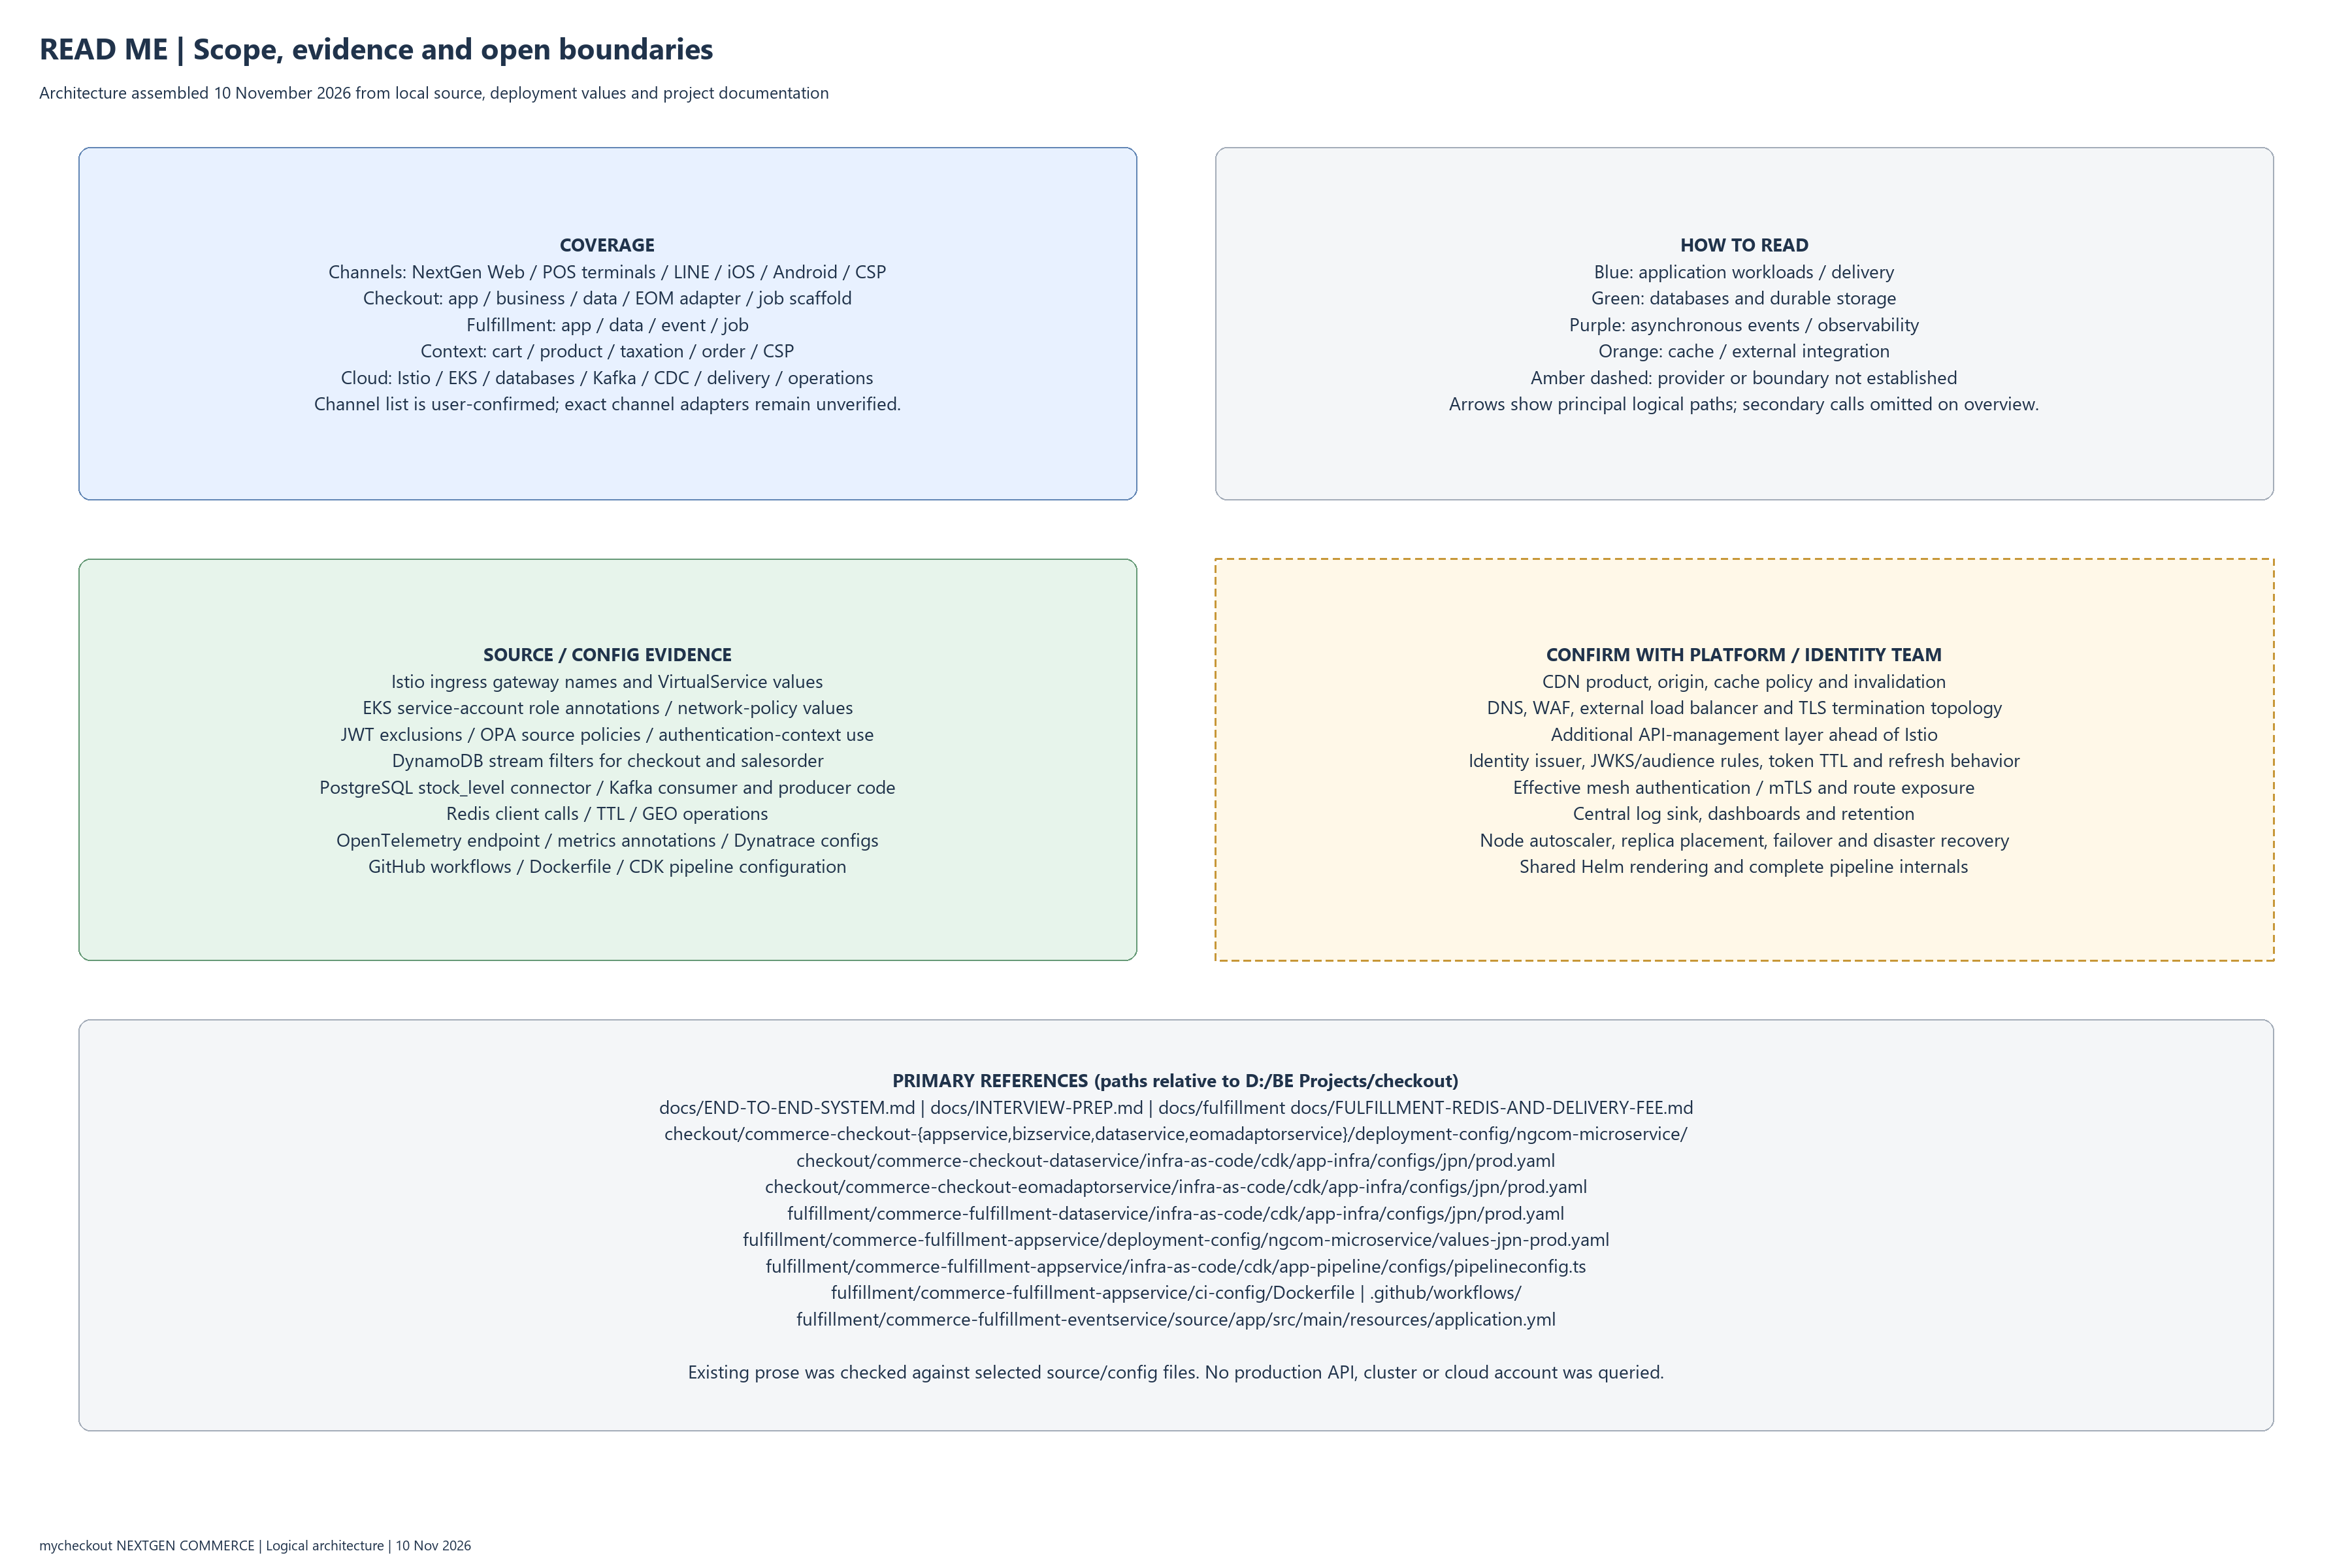 READ ME | Scope, evidence and open boundaries
Architecture assembled 10 November 2026 from local source, deployment values and project documentation
COVERAGE
Channels: NextGen Web / POS terminals / LINE / iOS / Android / CSP
Checkout: app / business / data / EOM adapter / job scaffold
Fulfillment: app / data / event / job
Context: cart / product / taxation / order / CSP
Cloud: Istio / EKS / databases / Kafka / CDC / delivery / operations
Channel list is user-confirmed; exact channel adapters remain unverified.
HOW TO READ
Blue: application workloads / delivery
Green: databases and durable storage
Purple: asynchronous events / observability
Orange: cache / external integration
Amber dashed: provider or boundary not established
Arrows show principal logical paths; secondary calls omitted on overview.
SOURCE / CONFIG EVIDENCE
Istio ingress gateway names and VirtualService values
EKS service-account role annotations / network-policy values
JWT exclusions / OPA source policies / authentication-context use
DynamoDB stream filters for checkout and salesorder
PostgreSQL stock_level connector / Kafka consumer and producer code
Redis client calls / TTL / GEO operations
OpenTelemetry endpoint / metrics annotations / Dynatrace configs
GitHub workflows / Dockerfile / CDK pipeline configuration
CONFIRM WITH PLATFORM / IDENTITY TEAM
CDN product, origin, cache policy and invalidation
DNS, WAF, external load balancer and TLS termination topology
Additional API-management layer ahead of Istio
Identity issuer, JWKS/audience rules, token TTL and refresh behavior
Effective mesh authentication / mTLS and route exposure
Central log sink, dashboards and retention
Node autoscaler, replica placement, failover and disaster recovery
Shared Helm rendering and complete pipeline internals
PRIMARY REFERENCES (paths relative to D:/BE Projects/checkout)
docs/END-TO-END-SYSTEM.md | docs/INTERVIEW-PREP.md | docs/fulfillment docs/FULFILLMENT-REDIS-AND-DELIVERY-FEE.md
checkout/commerce-checkout-{appservice,bizservice,dataservice,eomadaptorservice}/deployment-config/ngcom-microservice/
checkout/commerce-checkout-dataservice/infra-as-code/cdk/app-infra/configs/jpn/prod.yaml
checkout/commerce-checkout-eomadaptorservice/infra-as-code/cdk/app-infra/configs/jpn/prod.yaml
fulfillment/commerce-fulfillment-dataservice/infra-as-code/cdk/app-infra/configs/jpn/prod.yaml
fulfillment/commerce-fulfillment-appservice/deployment-config/ngcom-microservice/values-jpn-prod.yaml
fulfillment/commerce-fulfillment-appservice/infra-as-code/cdk/app-pipeline/configs/pipelineconfig.ts
fulfillment/commerce-fulfillment-appservice/ci-config/Dockerfile | .github/workflows/
fulfillment/commerce-fulfillment-eventservice/source/app/src/main/resources/application.yml
Existing prose was checked against selected source/config files. No production API, cluster or cloud account was queried.
mycheckout NEXTGEN COMMERCE | Logical architecture | 10 Nov 2026